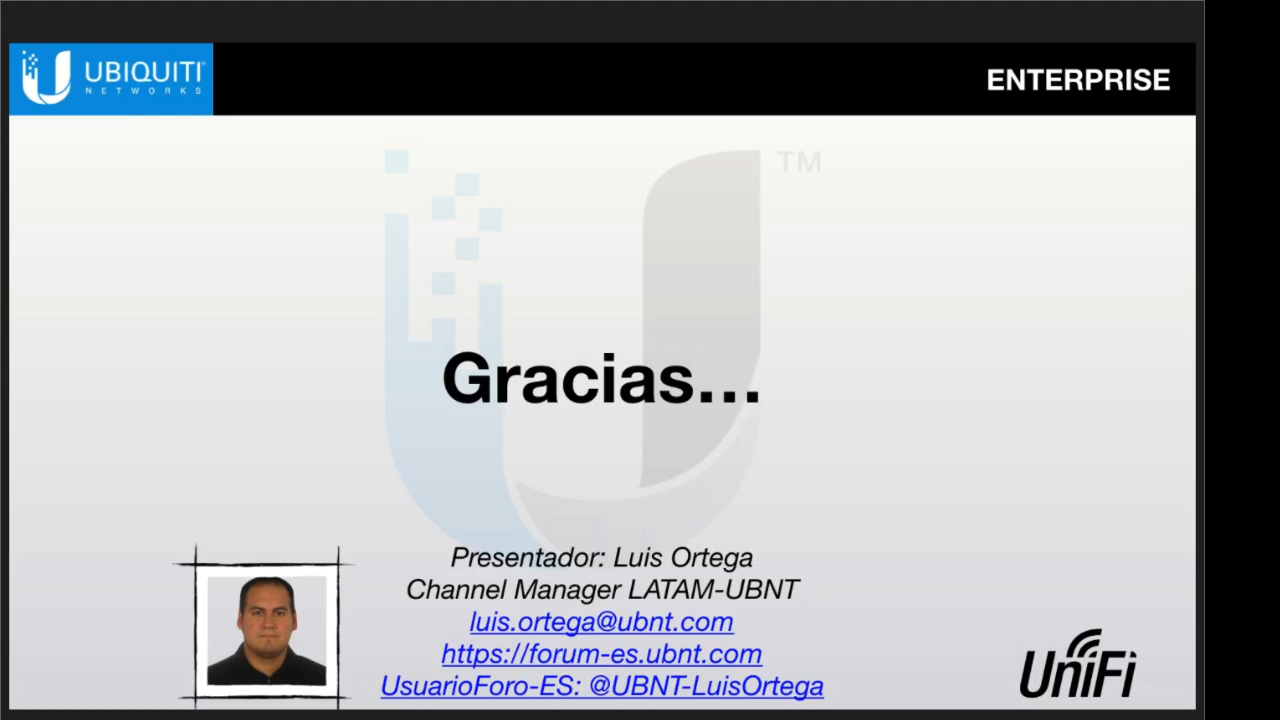 UBIQUITI
NETWORKS
ENTERPRISE
TM
Gracias...
Presentador: Luis Ortega
Channel Manager LATAM-UBNT
luis.ortega@ubnt.com
https://forum-es.ubnt.com
UsuarioForo-ES: @UBNT-LuisOrtega
UniFi